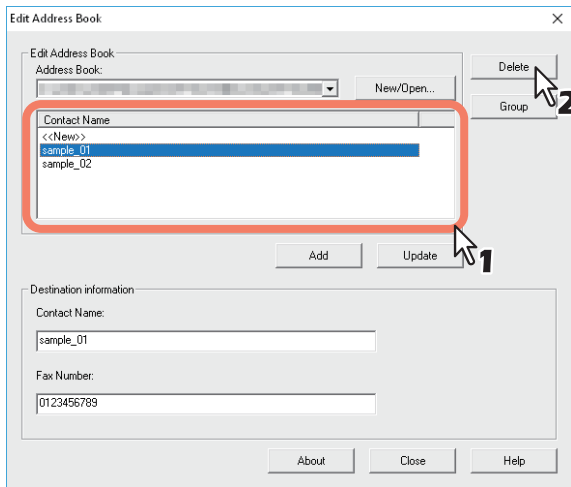 Edit Address Book
Edit Address Book
Address Book:
New/Open...
Delete
2
Group
Contact Name
<<New>>
sample_01
sample_02
1
Add
Update
Destination information
Contact Name:
sample_01
Fax Number:
0123456789
About
Close
Help